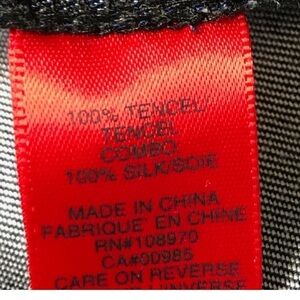 100% TENCEL
TENCEL
COMBO
100% SILK/SOIE
MADE IN CHINA
FABRIQUE EN CHINE
RN#108970
CA#00985
CARE ON REVERSE